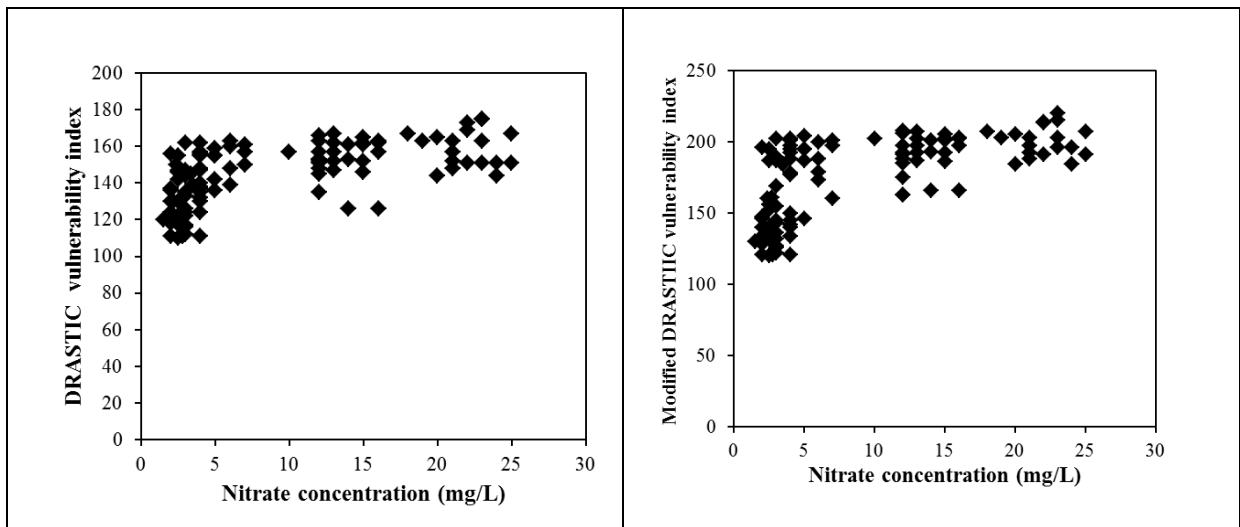 DRASTIC vulnerability index
200
180
160
140
120
100
80
60
40
20
0
0 5 10 15 20 25 30
Nitrate concentration (mg/L)
Modified DRASTIIC vulnerability index
250
200
150
100
50
0
0 5 10 15 20 25 30
Nitrate concentration (mg/L)